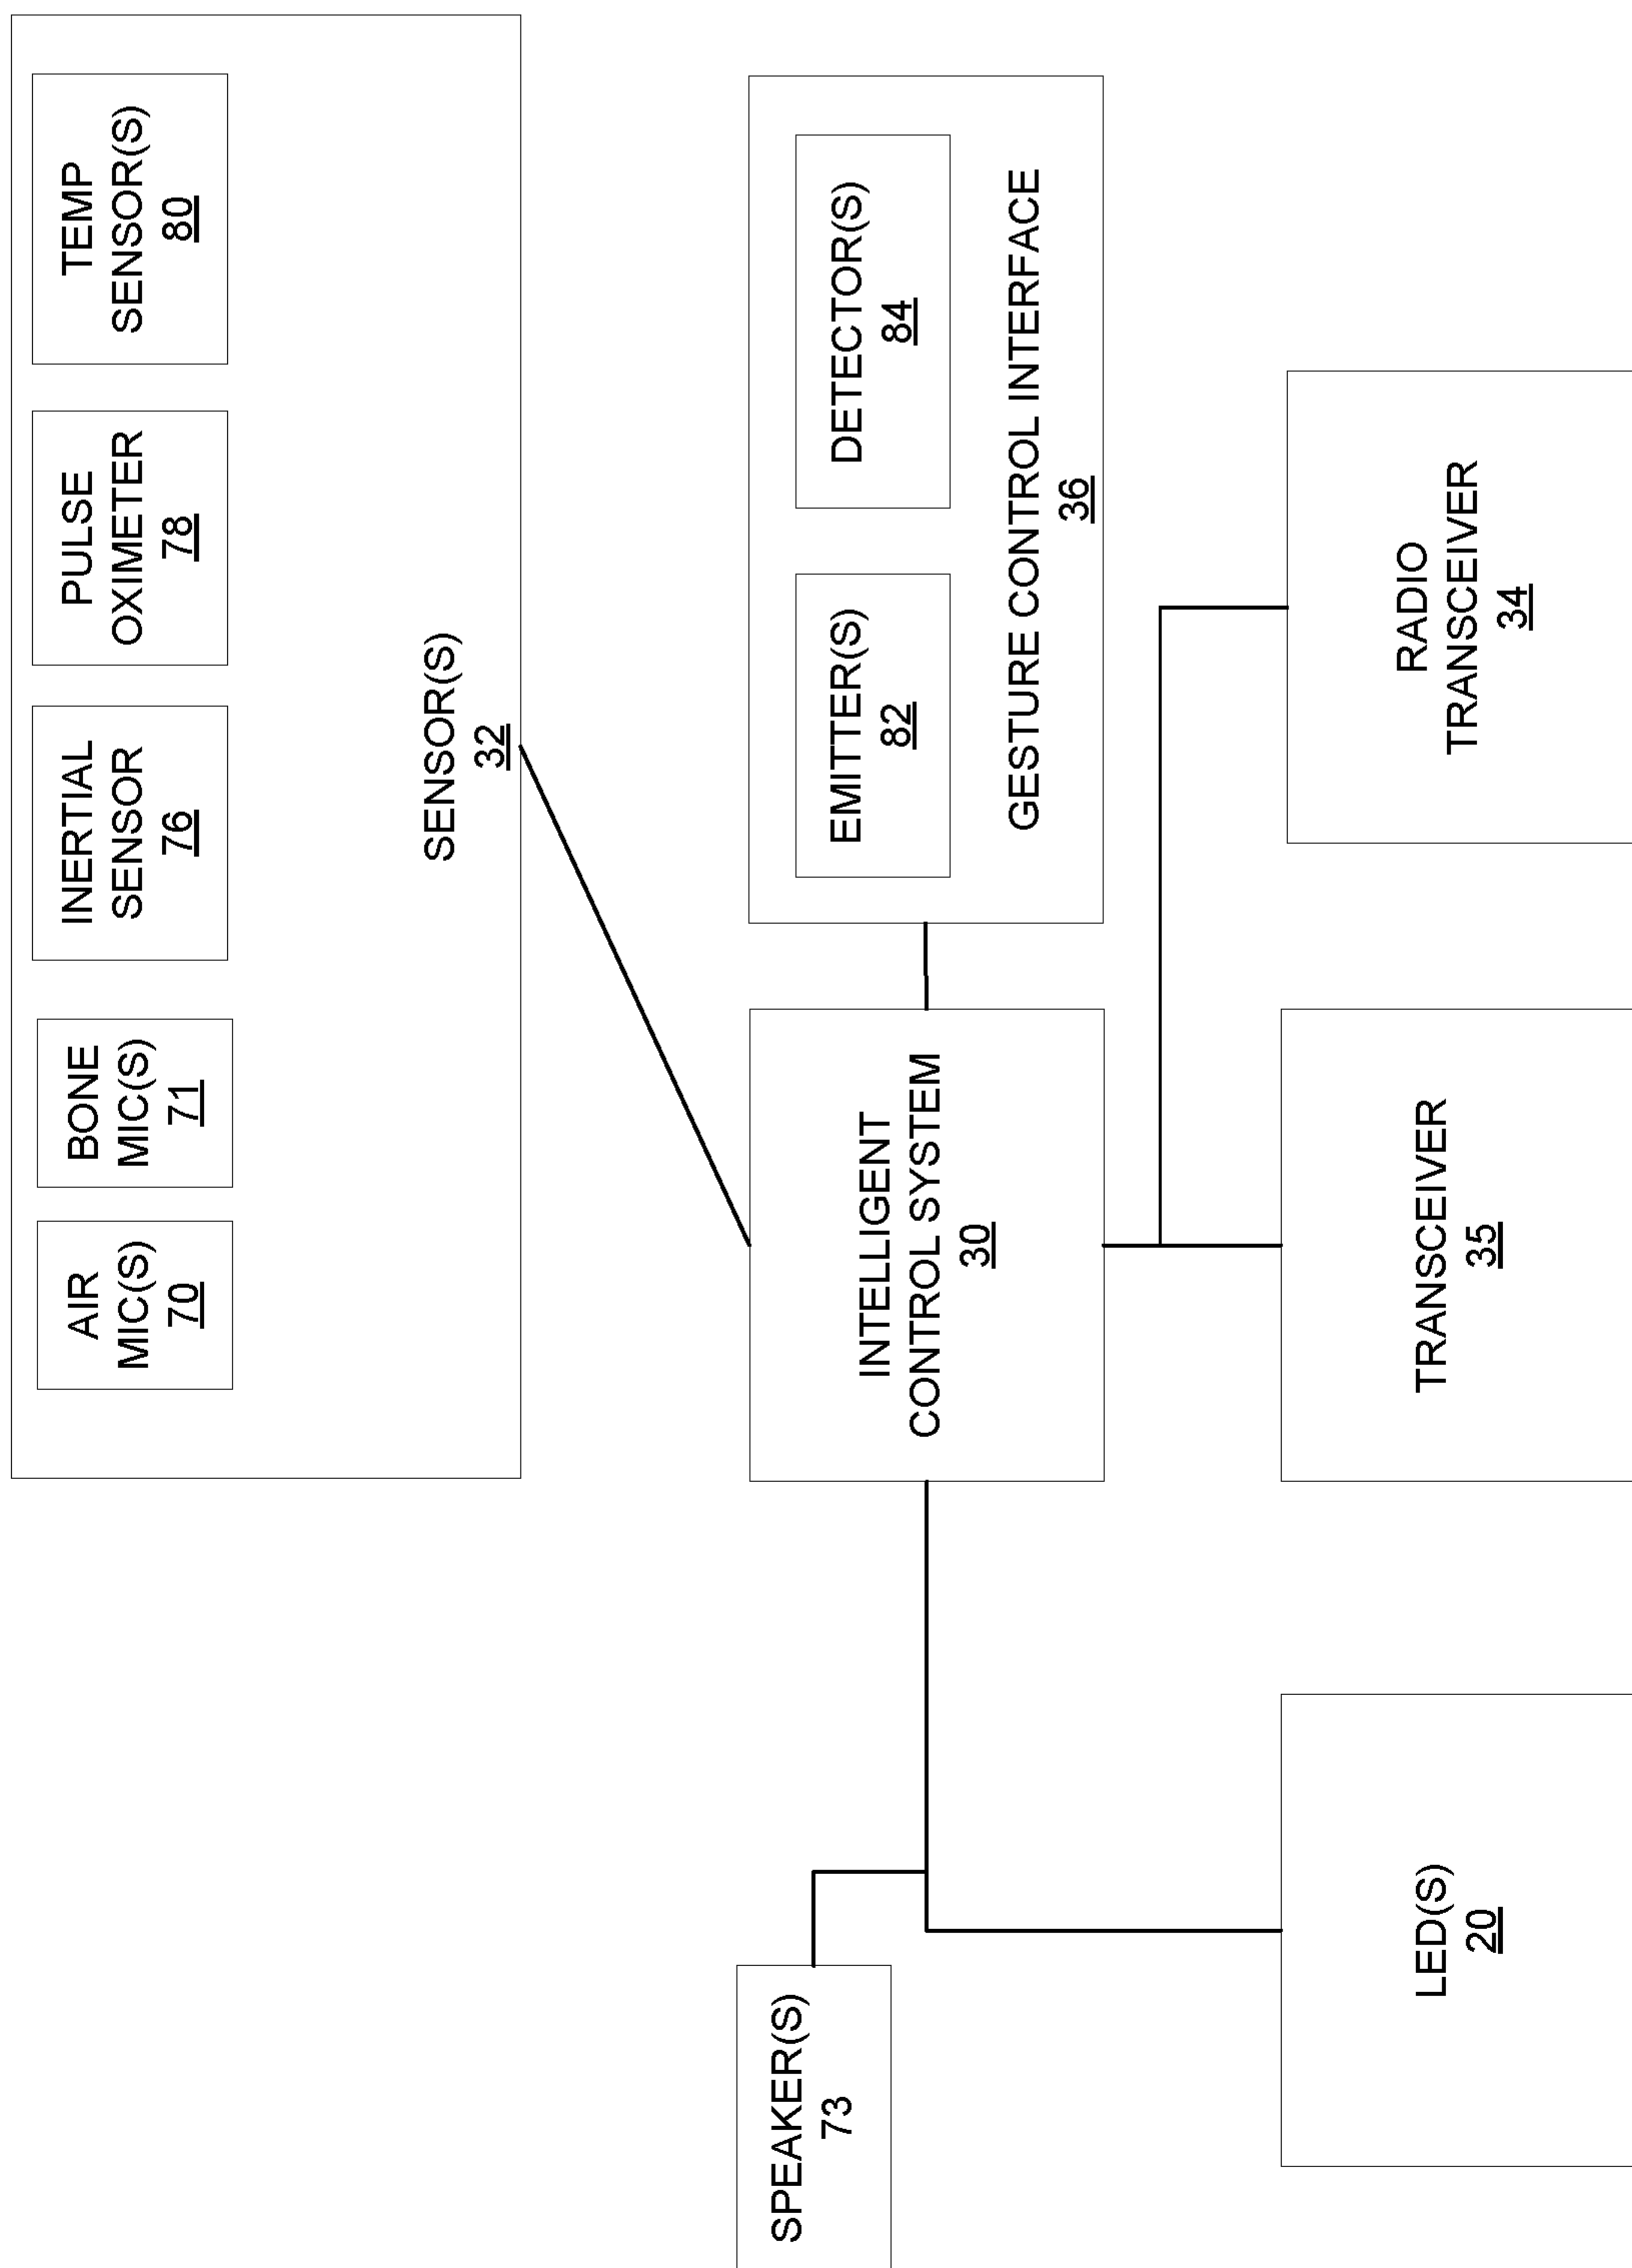 AIR
MIC(S)
70
BONE
MIC(S)
71
INERTIAL
SENSOR
76
PULSE
OXIMETER
78
TEMP
SENSOR(S)
80
SENSOR(S)
32
SPEAKER(S)
73
INTELLIGENT
CONTROL SYSTEM
30
EMITTER(S)
82
DETECTOR(S)
84
GESTURE CONTROL INTERFACE
36
LED(S)
20
TRANSCEIVER
35
RADIO
TRANSCEIVER
34